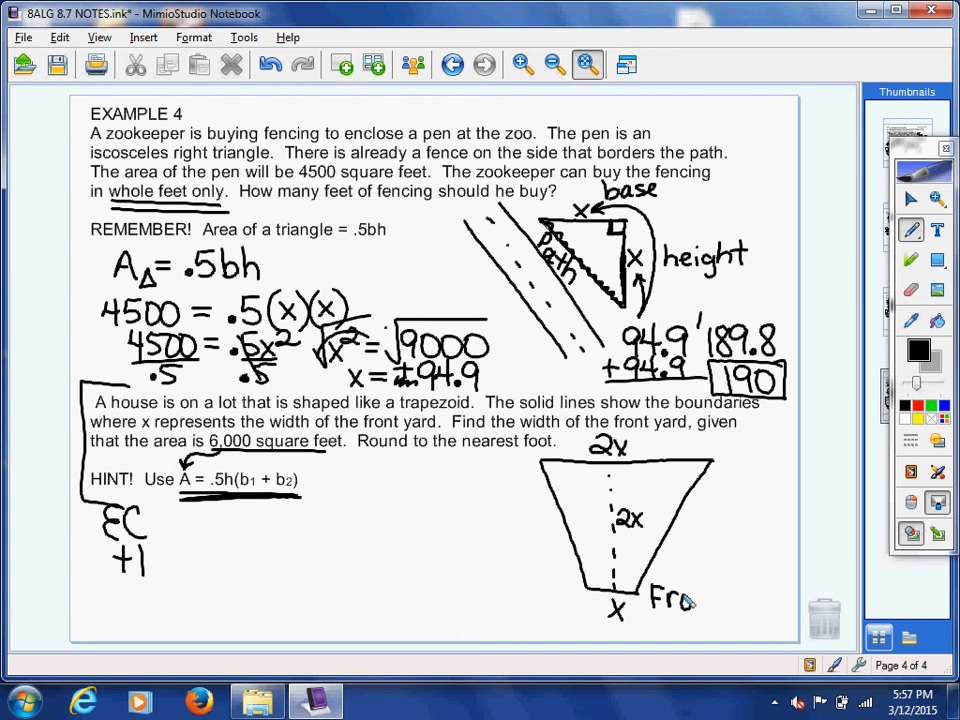 8ALG 8.7 NOTES.ink* - MimioStudio Notebook
File Edit View Insert Format Tools Help
Thumbnails
EXAMPLE 4
A zookeeper is buying fencing to enclose a pen at the zoo. The pen is an
iscosceles right triangle. There is already a fence on the side that borders the path.
The area of the pen will be 4500 square feet. The zookeeper can buy the fencing
in whole feet only. How many feet of fencing should he buy?
base
x
REMEMBER! Area of a triangle = .5bh
path
x height
A△ = .5bh
4500 = .5(x)(x)
4500 = .5x²
.5 .5
√x² = √9000
x = ±94.9
94.9
+94.9
189.8
190
A house is on a lot that is shaped like a trapezoid. The solid lines show the boundaries
where x represents the width of the front yard. Find the width of the front yard, given
that the area is 6,000 square feet. Round to the nearest foot.
2x
HINT! Use A = .5h(b1 + b2)
2x
EC
+1
x
Fro
Page 4 of 4
5:57 PM
3/12/2015